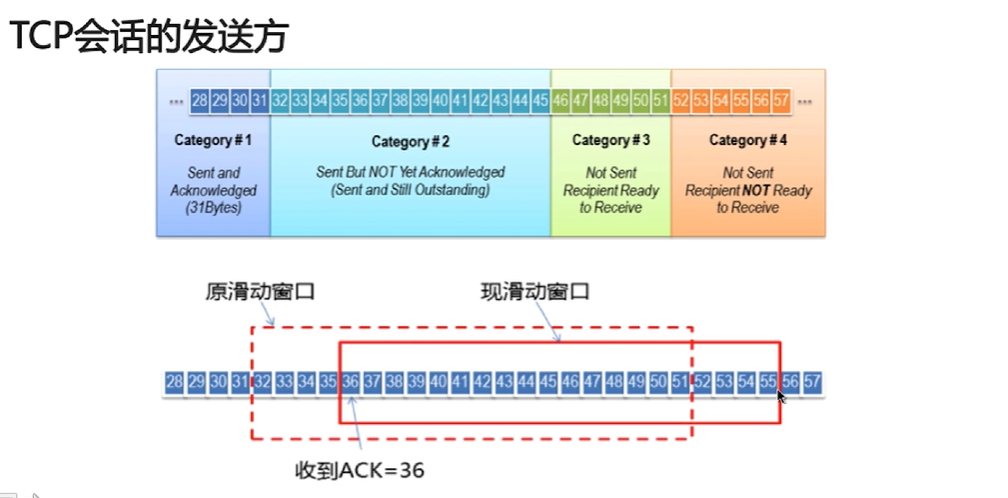 TCP会话的发送方
... 28 29 30 31 32 33 34 35 36 37 38 39 40 41 42 43 44 45 46 47 48 49 50 51 52 53 54 55 56 57 ...
Category #1
Sent and
Acknowledged
(31Bytes)
Category #2
Sent But NOT Yet Acknowledged
(Sent and Still Outstanding)
Category #3
Not Sent
Recipient Ready
to Receive
Category #4
Not Sent
Recipient NOT Ready
to Receive
原滑动窗口
现滑动窗口
28 29 30 31 32 33 34 35 36 37 38 39 40 41 42 43 44 45 46 47 48 49 50 51 52 53 54 55 56 57
收到ACK=36